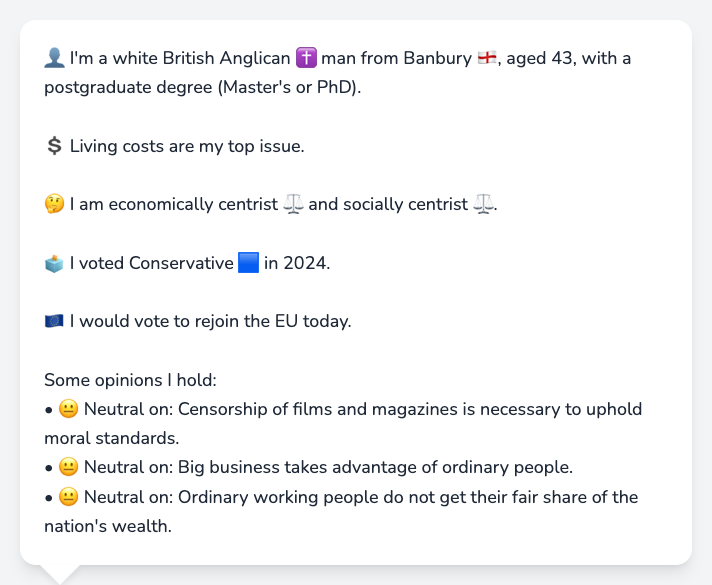 👤 I'm a white British Anglican ✝️ man from Banbury 🏴󠁧󠁢󠁥󠁮󠁧󠁿, aged 43, with a
postgraduate degree (Master's or PhD).
💲 Living costs are my top issue.
🤔 I am economically centrist ⚖️ and socially centrist ⚖️.
🗳️ I voted Conservative 🟦 in 2024.
🇪🇺 I would vote to rejoin the EU today.
Some opinions I hold:
• 😐 Neutral on: Censorship of films and magazines is necessary to uphold
moral standards.
• 😐 Neutral on: Big business takes advantage of ordinary people.
• 😐 Neutral on: Ordinary working people do not get their fair share of the
nation's wealth.